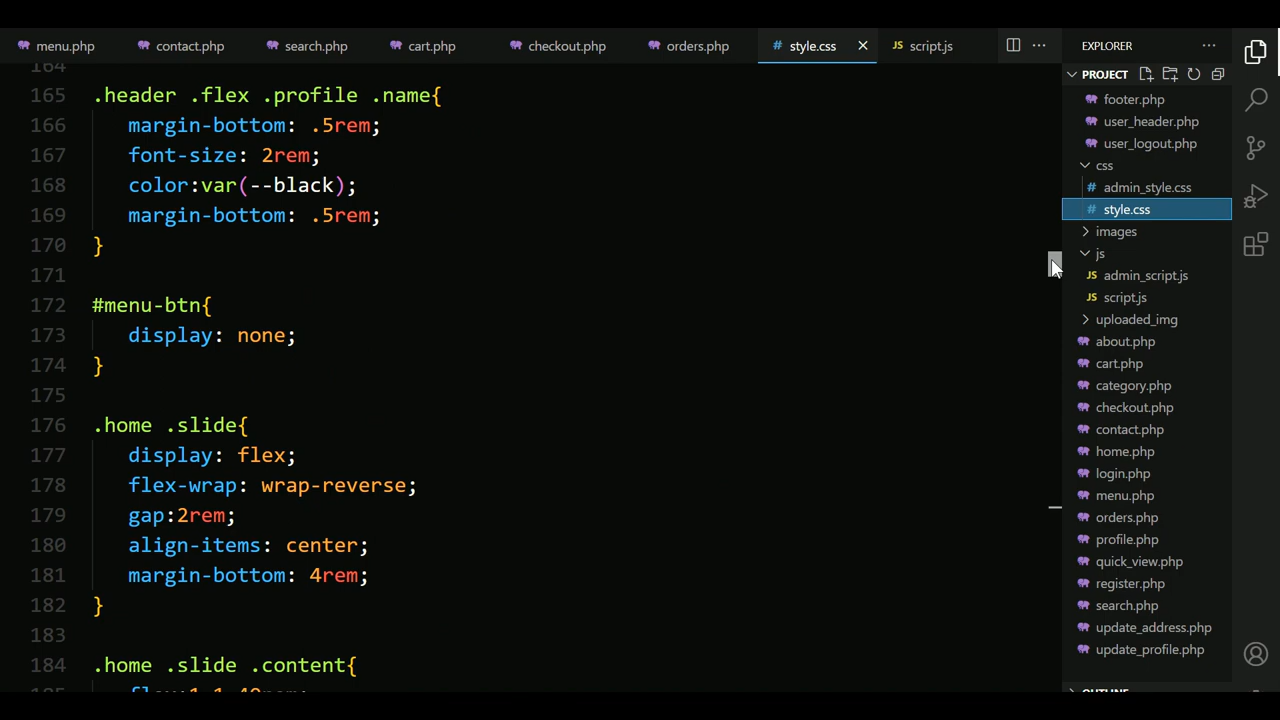 menu.php contact.php search.php cart.php checkout.php orders.php # style.css JS script.js
164
165 .header .flex .profile .name{
166 margin-bottom: .5rem;
167 font-size: 2rem;
168 color:var(--black);
169 margin-bottom: .5rem;
170 }
171
172 #menu-btn{
173 display: none;
174 }
175
176 .home .slide{
177 display: flex;
178 flex-wrap: wrap-reverse;
179 gap:2rem;
180 align-items: center;
181 margin-bottom: 4rem;
182 }
183
184 .home .slide .content{
EXPLORER
PROJECT
footer.php
user_header.php
user_logout.php
css
# admin_style.css
# style.css
images
js
JS admin_script.js
JS script.js
uploaded_img
about.php
cart.php
category.php
checkout.php
contact.php
home.php
login.php
menu.php
orders.php
profile.php
quick_view.php
register.php
search.php
update_address.php
update_profile.php
OUTLINE